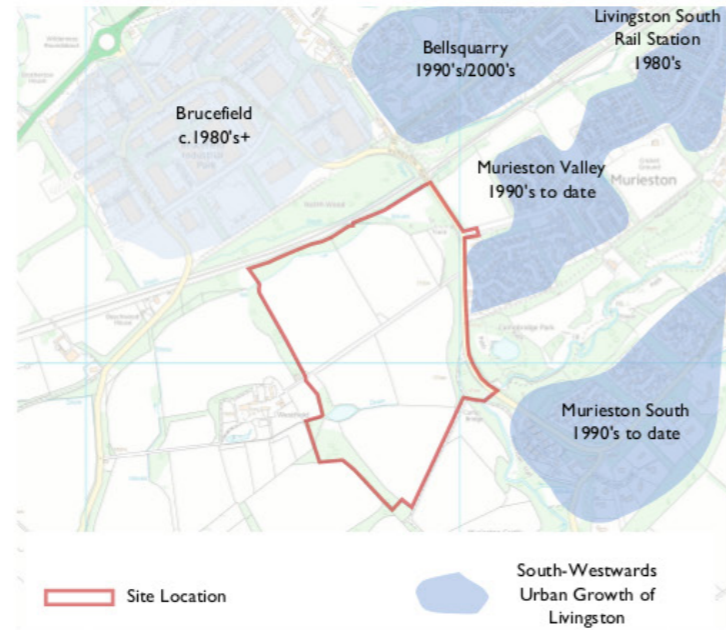 Livingston South
Rail Station
1980's
Bellsquarry
1990's/2000's
Brucefield
c.1980's+
Murieston Valley
1990's to date
Murieston
Murieston South
1990's to date
Site Location
South-Westwards
Urban Growth of
Livingston